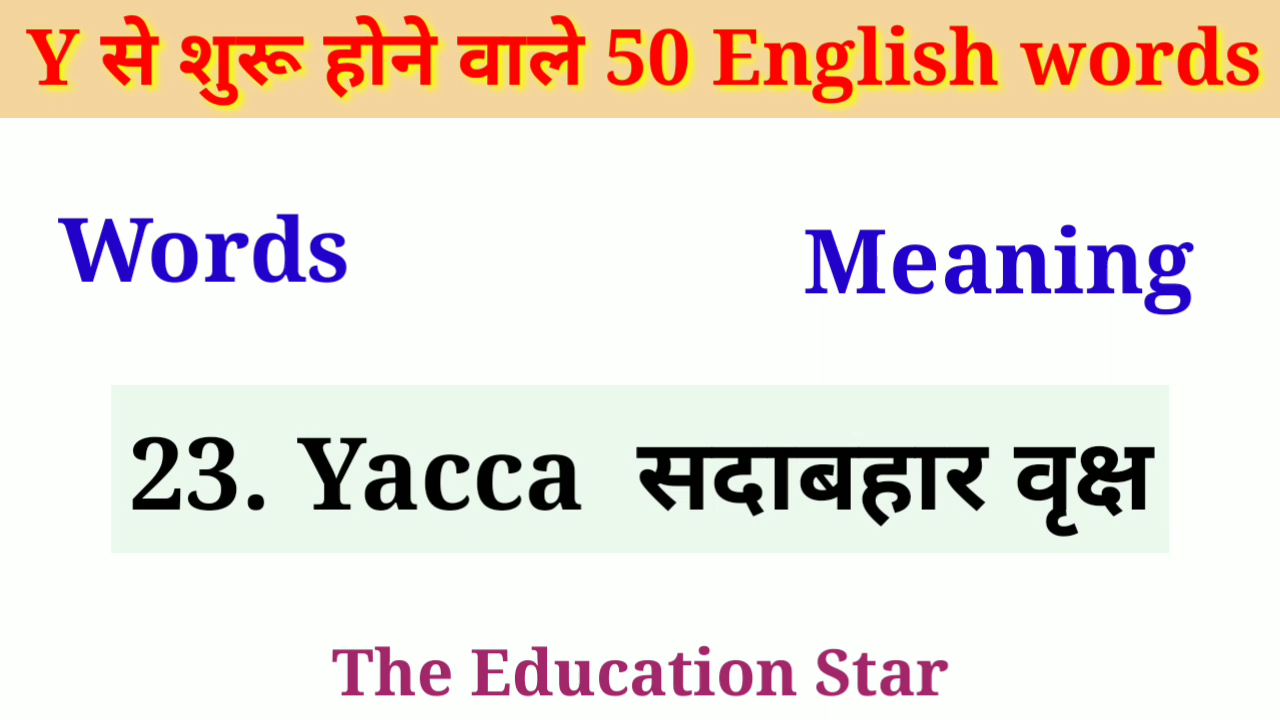 Y से शुरू होने वाले 50 English words
Words Meaning
23. Yacca सदाबहार वृक्ष
The Education Star